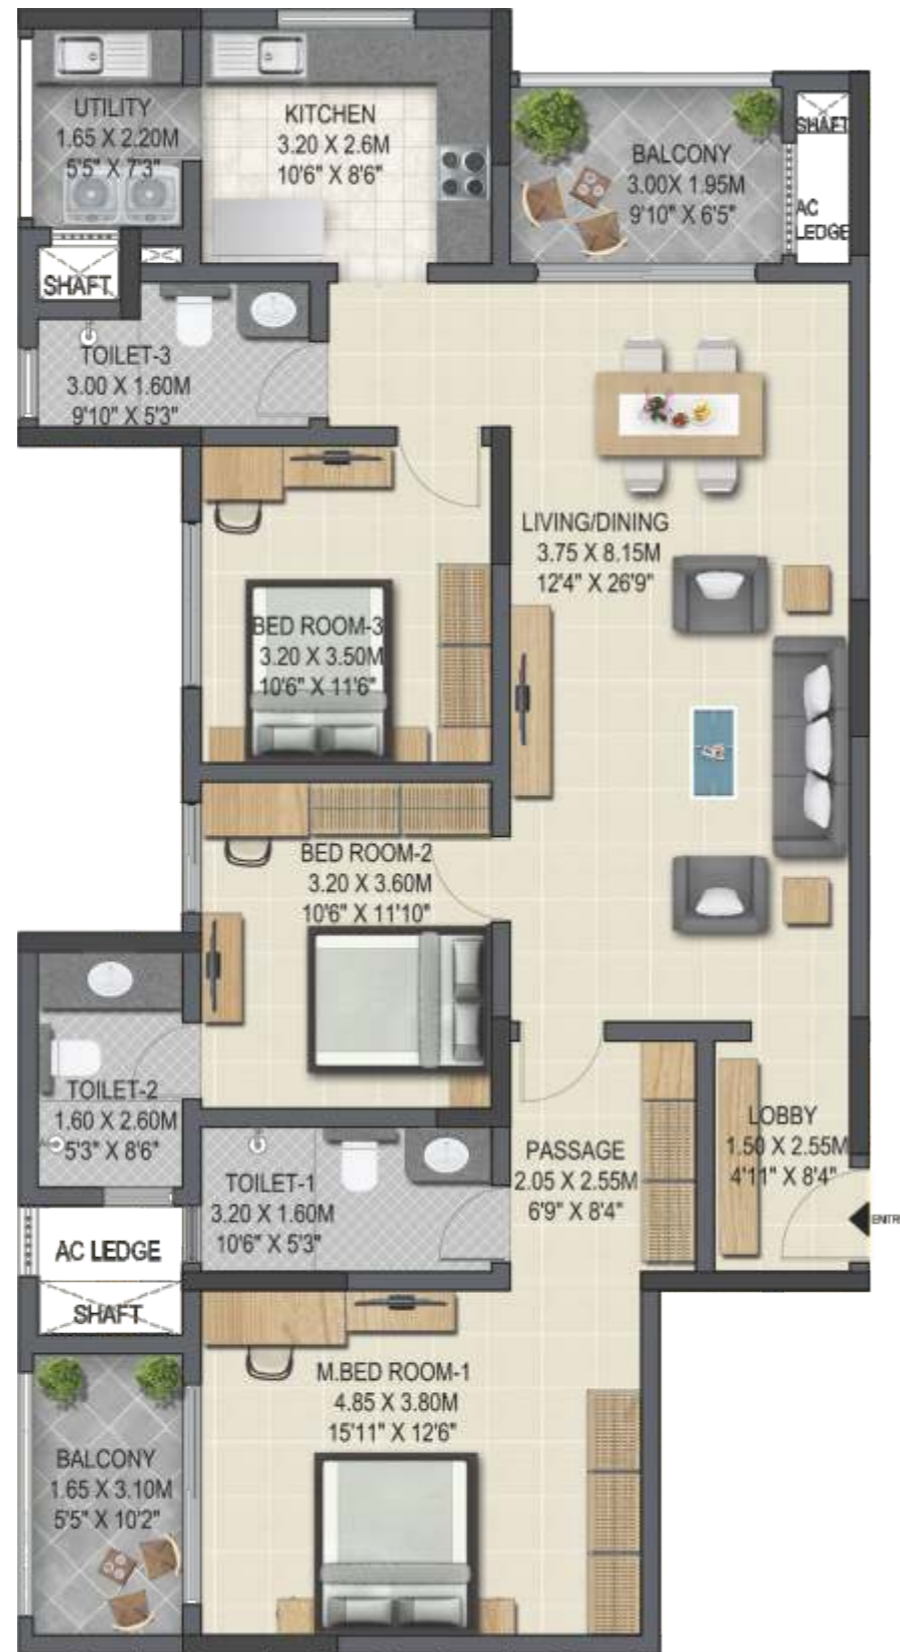 UTILITY
1.65 X 2.20M
5'5" X 7'3"
KITCHEN
3.20 X 2.6M
10'6" X 8'6"
BALCONY
3.00X 1.95M
9'10" X 6'5"
SHAFT
AC
LEDGE
SHAFT
TOILET-3
3.00 X 1.60M
9'10" X 5'3"
LIVING/DINING
3.75 X 8.15M
12'4" X 26'9"
BED ROOM-3
3.20 X 3.50M
10'6" X 11'6"
BED ROOM-2
3.20 X 3.60M
10'6" X 11'10"
TOILET-2
1.60 X 2.60M
5'3" X 8'6"
LOBBY
1.50 X 2.55M
4'11" X 8'4"
PASSAGE
2.05 X 2.55M
6'9" X 8'4"
TOILET-1
3.20 X 1.60M
10'6" X 5'3"
ENTR
AC LEDGE
SHAFT
M.BED ROOM-1
4.85 X 3.80M
15'11" X 12'6"
BALCONY
1.65 X 3.10M
5'5" X 10'2"